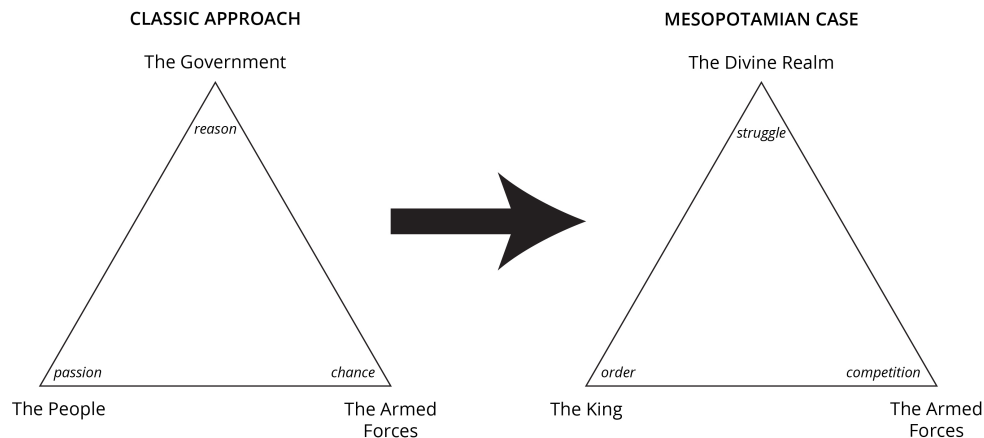 CLASSIC APPROACH
The Government
reason
passion
chance
The People
The Armed
Forces
MESOPOTAMIAN CASE
The Divine Realm
struggle
order
competition
The King
The Armed
Forces